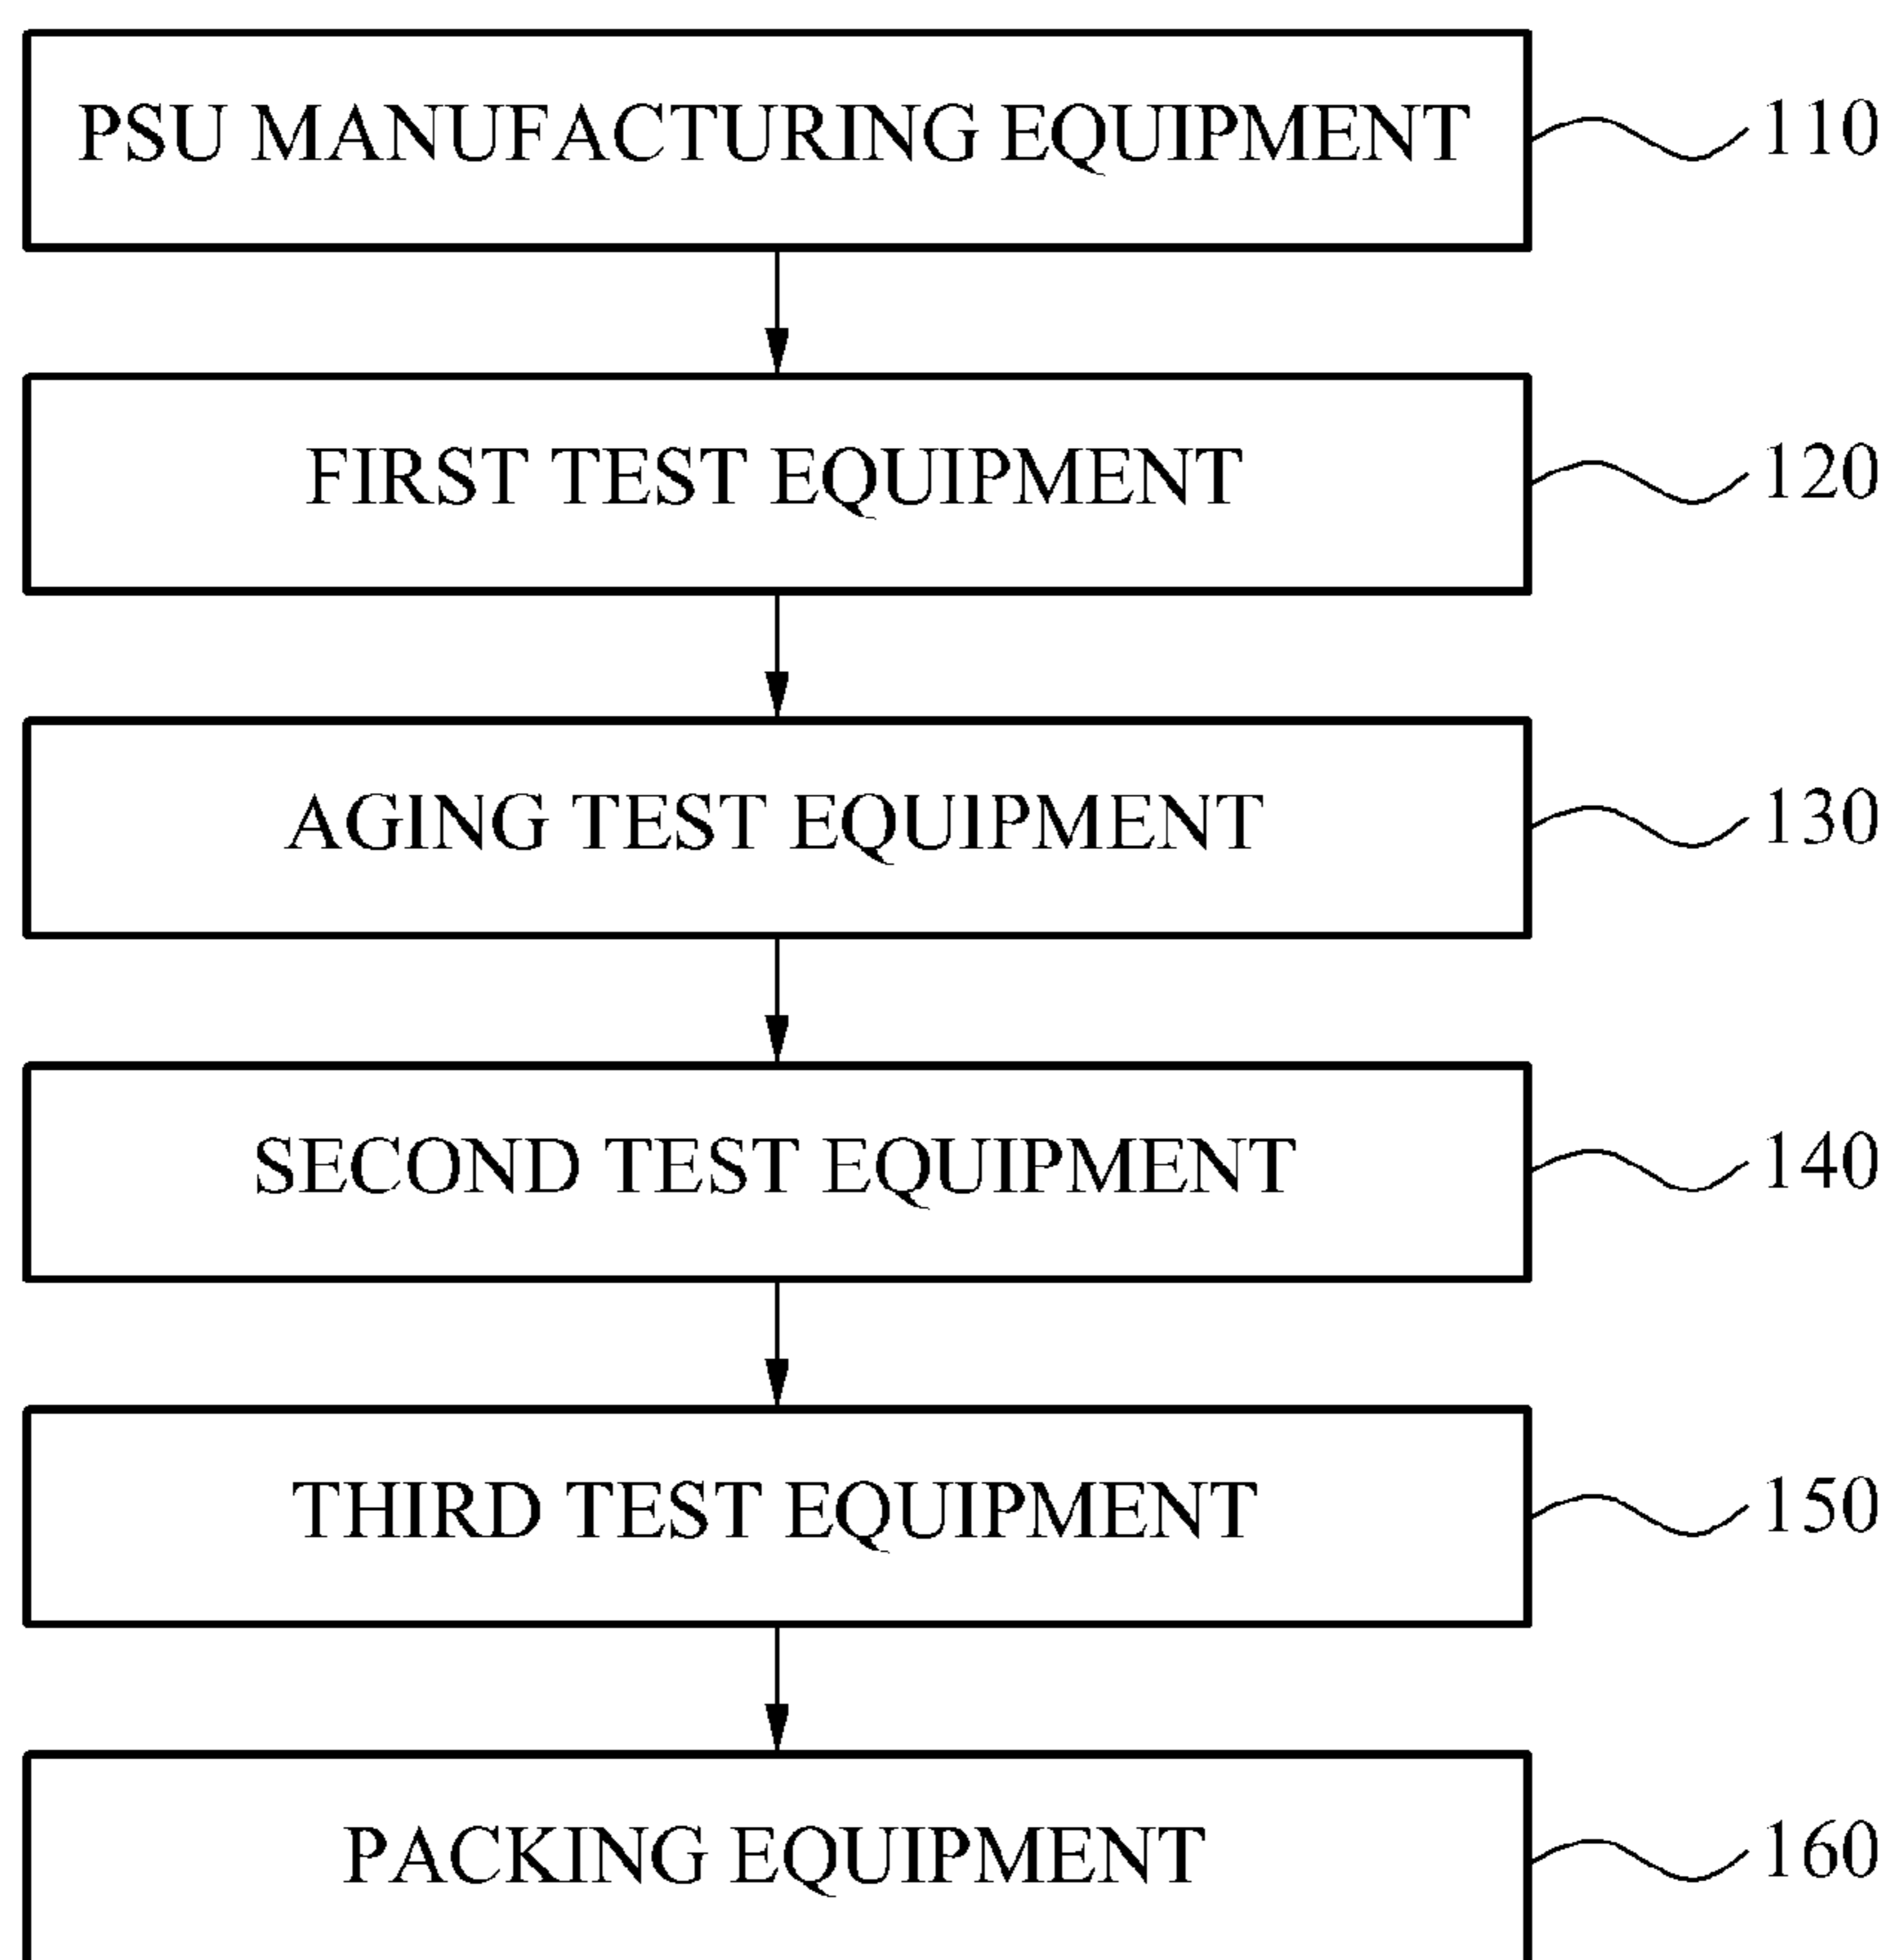 PSU MANUFACTURING EQUIPMENT 110
FIRST TEST EQUIPMENT 120
AGING TEST EQUIPMENT 130
SECOND TEST EQUIPMENT 140
THIRD TEST EQUIPMENT 150
PACKING EQUIPMENT 160